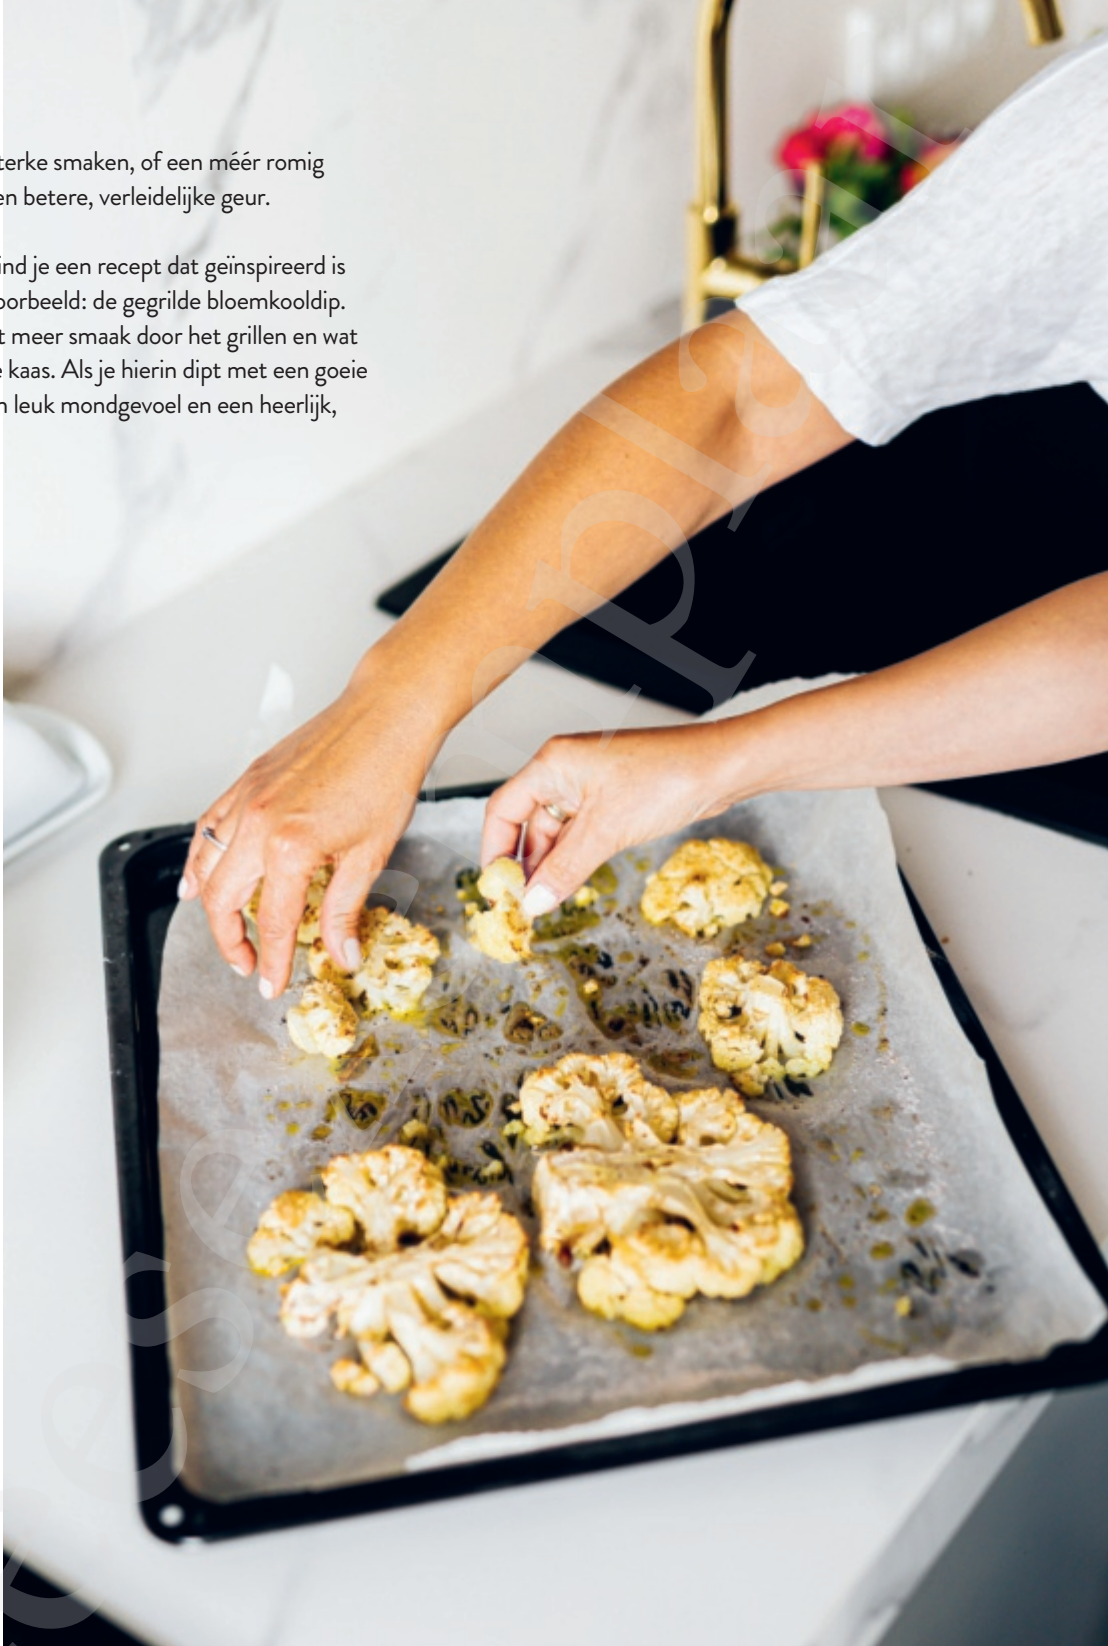 terke smaken, of een méér romig
en betere, verleidelijke geur.
ind je een recept dat geïnspireerd is
oorbeeld: de gegrilde bloemkooldip.
t meer smaak door het grillen en wat
e kaas. Als je hierin dipt met een goeie
n leuk mondgevoel en een heerlijk,
esexemplaar